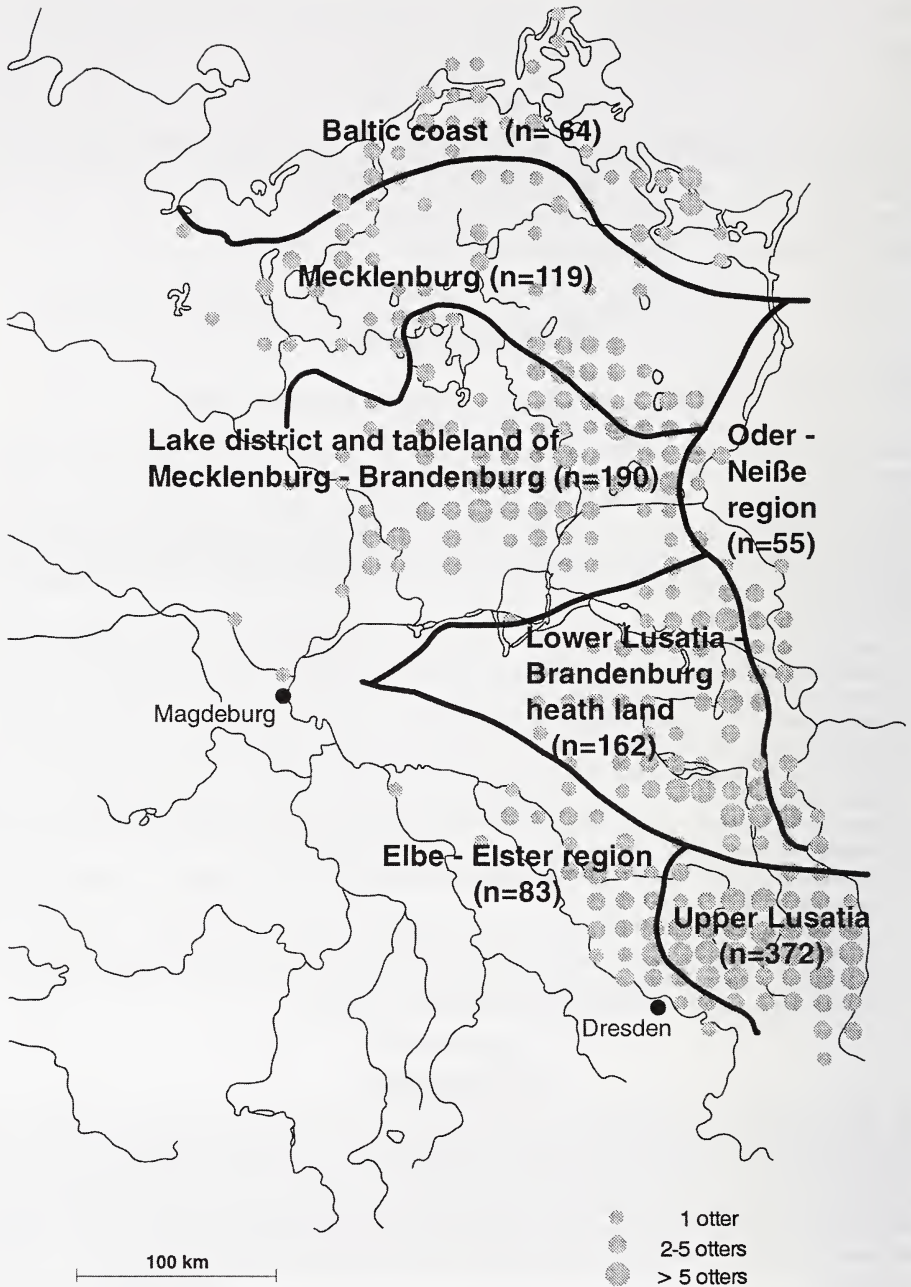 Baltic coast (n= 64)
Mecklenburg (n=119)
Lake district and tableland of
Mecklenburg - Brandenburg (n=190)
Oder -
Neiße
region
(n=55)
Lower Lusatia -
Brandenburg
heath land
(n=162)
Magdeburg
Elbe - Elster region
(n=83)
Upper Lusatia
(n=372)
Dresden
1 otter
2-5 otters
> 5 otters
100 km